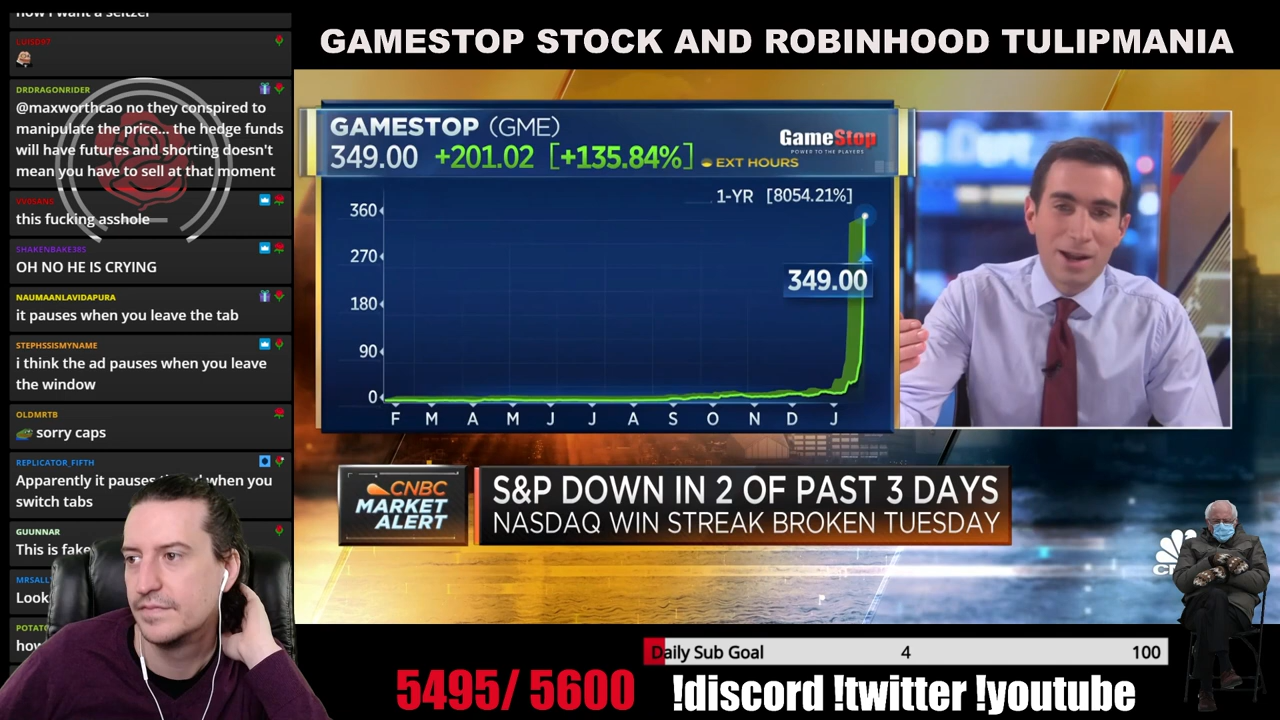 how i want a seltzer
GAMESTOP STOCK AND ROBINHOOD TULIPMANIA
LUISD97
DRDRAGONRIDER
@maxworthcao no they conspired to
manipulate the price... the hedge funds
will have futures and shorting doesn't
mean you have to sell at that moment
VV0SANS
this fucking asshole
SHAKENBAKE385
OH NO HE IS CRYING
NAUMAANLAVIDAPURA
it pauses when you leave the tab
STEPHSSISMYNAME
i think the ad pauses when you leave
the window
OLDMRTB
sorry caps
REPLICATOR_FIFTH
Apparently it pauses when you
switch tabs
GUUNNAR
This is fake
MRSALL
Look
POTATO
how
GAMESTOP (GME)
349.00 +201.02 [+135.84%] EXT HOURS
GameStop
POWER TO THE PLAYERS
1-YR [8054.21%]
360
270
180
90
0
349.00
F M A M J J A S O N D J
CNBC
MARKET
ALERT
S&P DOWN IN 2 OF PAST 3 DAYS
NASDAQ WIN STREAK BROKEN TUESDAY
Daily Sub Goal 4 100
5495/ 5600 !discord !twitter !youtube